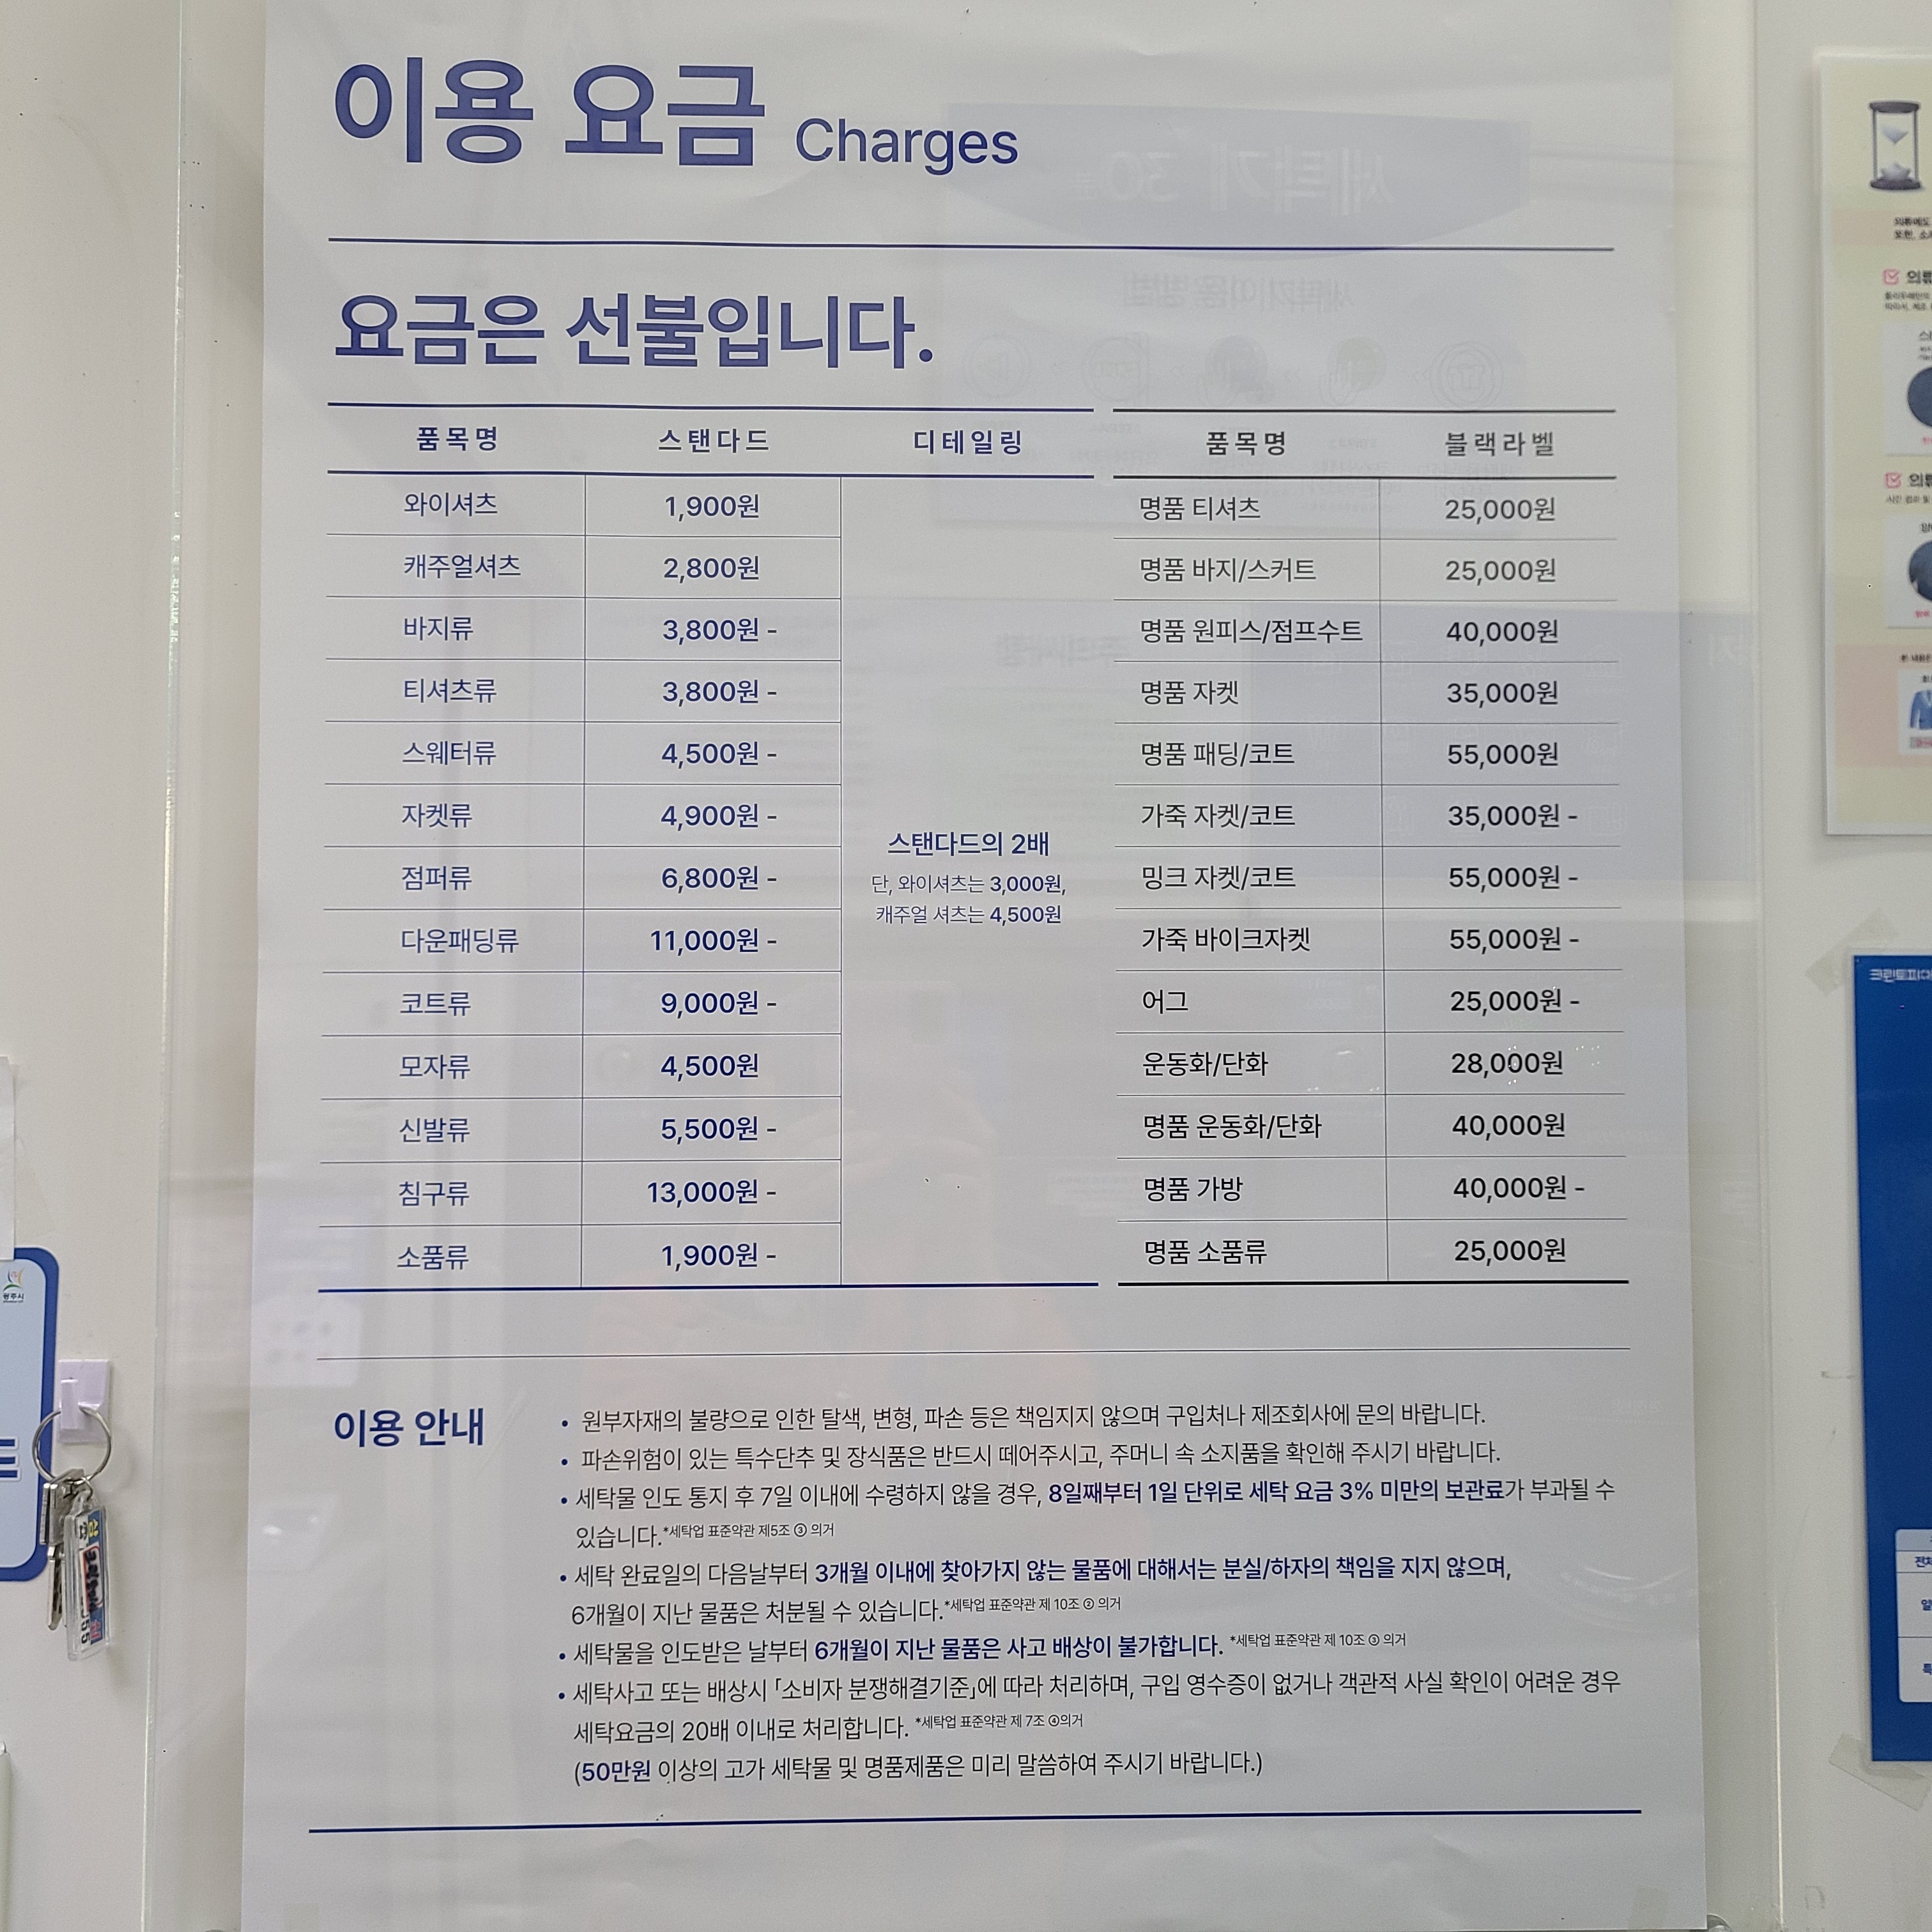 이용 요금 Charges
요금은 선불입니다.
품목명 스탠다드 디테일링 품목명 블랙라벨
와이셔츠 1,900원 명품 티셔츠 25,000원
캐주얼셔츠 2,800원 명품 바지/스커트 25,000원
바지류 3,800원 - 명품 원피스/점프수트 40,000원
티셔츠류 3,800원 - 명품 자켓 35,000원
스웨터류 4,500원 - 명품 패딩/코트 55,000원
자켓류 4,900원 - 가죽 자켓/코트 35,000원 -
스탠다드의 2배
단, 와이셔츠는 3,000원,
캐주얼 셔츠는 4,500원
점퍼류 6,800원 - 밍크 자켓/코트 55,000원 -
다운패딩류 11,000원 - 가죽 바이크자켓 55,000원 -
코트류 9,000원 - 어그 25,000원 -
모자류 4,500원 운동화/단화 28,000원
신발류 5,500원 - 명품 운동화/단화 40,000원
침구류 13,000원 - 명품 가방 40,000원 -
소품류 1,900원 - 명품 소품류 25,000원
이용 안내
• 원부자재의 불량으로 인한 탈색, 변형, 파손 등은 책임지지 않으며 구입처나 제조회사에 문의 바랍니다.
• 파손위험이 있는 특수단추 및 장식품은 반드시 떼어주시고, 주머니 속 소지품을 확인해 주시기 바랍니다.
• 세탁물 인도 통지 후 7일 이내에 수령하지 않을 경우, 8일째부터 1일 단위로 세탁 요금 3% 미만의 보관료가 부과될 수
있습니다.*세탁업 표준약관 제5조 ③ 의거
• 세탁 완료일의 다음날부터 3개월 이내에 찾아가지 않는 물품에 대해서는 분실/하자의 책임을 지지 않으며,
6개월이 지난 물품은 처분될 수 있습니다.*세탁업 표준약관 제 10조 ② 의거
• 세탁물을 인도받은 날부터 6개월이 지난 물품은 사고 배상이 불가합니다. *세탁업 표준약관 제 10조 ③ 의거
• 세탁사고 또는 배상시 「소비자 분쟁해결기준」에 따라 처리하며, 구입 영수증이 없거나 객관적 사실 확인이 어려운 경우
세탁요금의 20배 이내로 처리합니다. *세탁업 표준약관 제 7조 ④의거
(50만원 이상의 고가 세탁물 및 명품제품은 미리 말씀하여 주시기 바랍니다.)